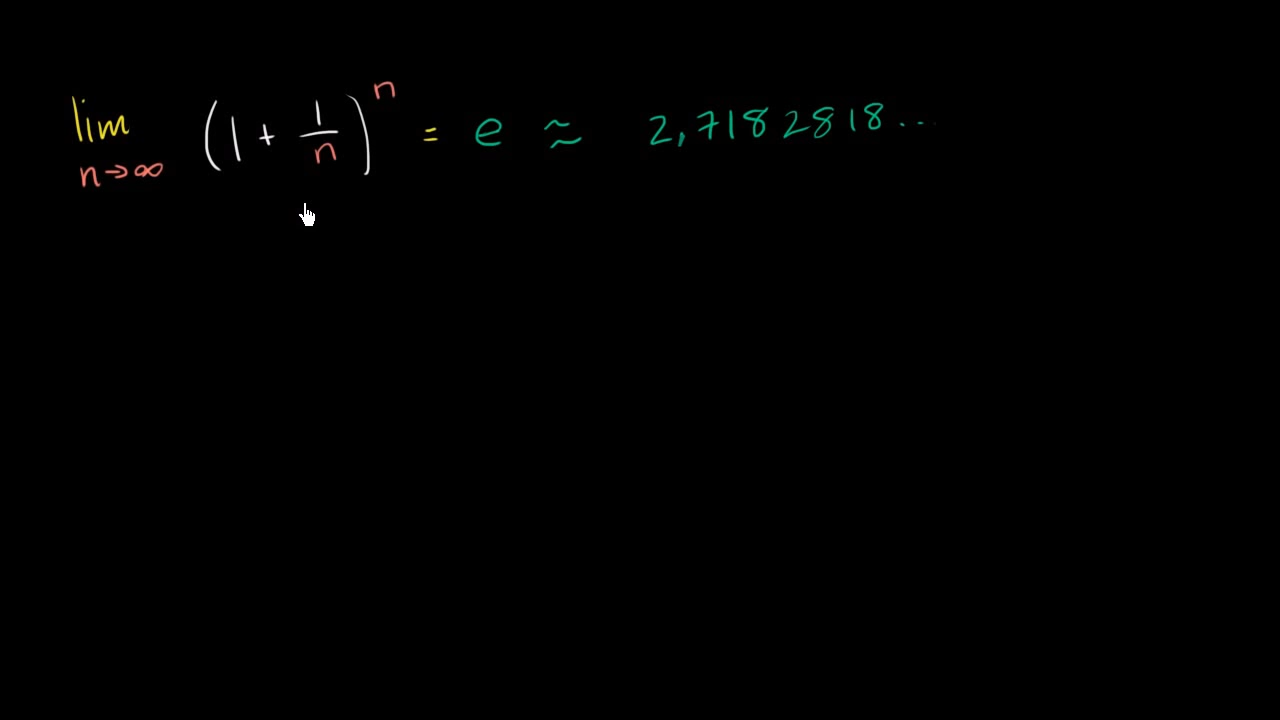 lim n→∞ (1 + 1/n)^n = e ≈ 2,7182818...